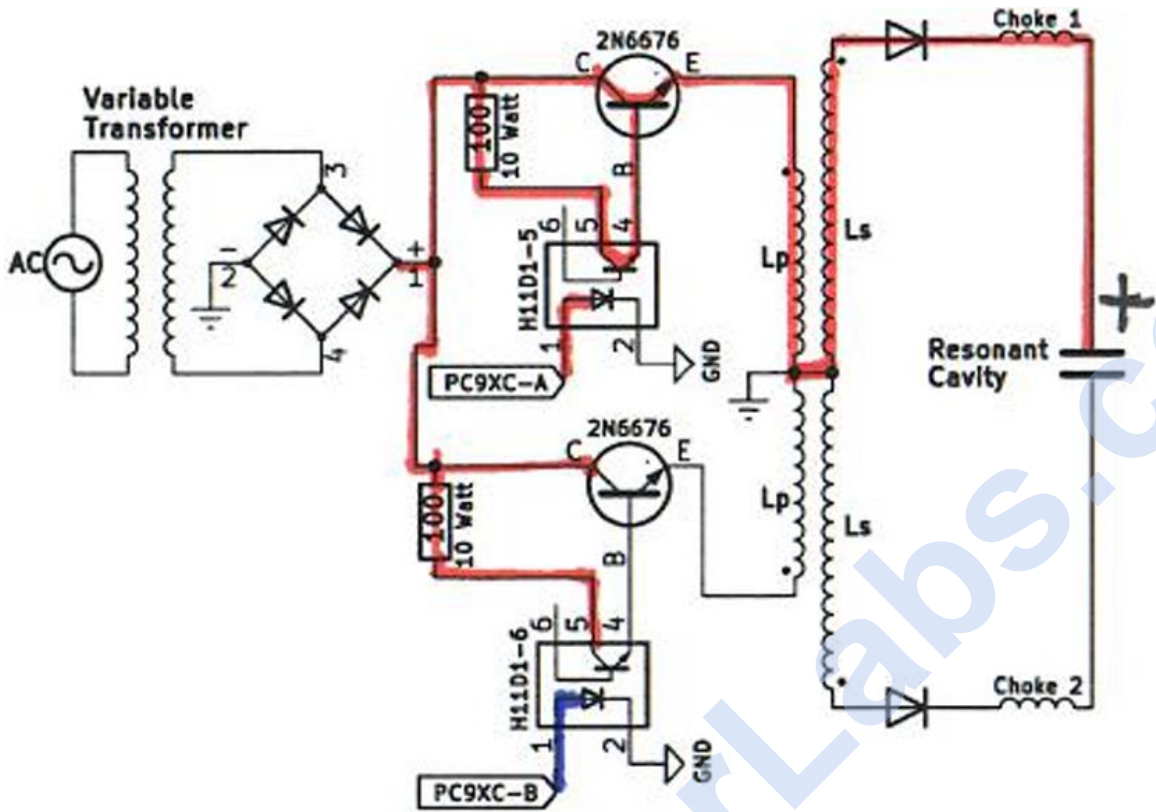 2N6676
Choke 1
C
E
Variable
Transformer
100
10 Watt
B
3
AC
-
2
+
1
4
6
5
4
H11D1-5
1
2
GND
PC9XC-A
Lp
Ls
+
Resonant
Cavity
2N6676
C
E
100
10 Watt
B
Lp
Ls
6
5
4
H11D1-6
1
2
GND
PC9XC-B
Choke 2
rLabs.c